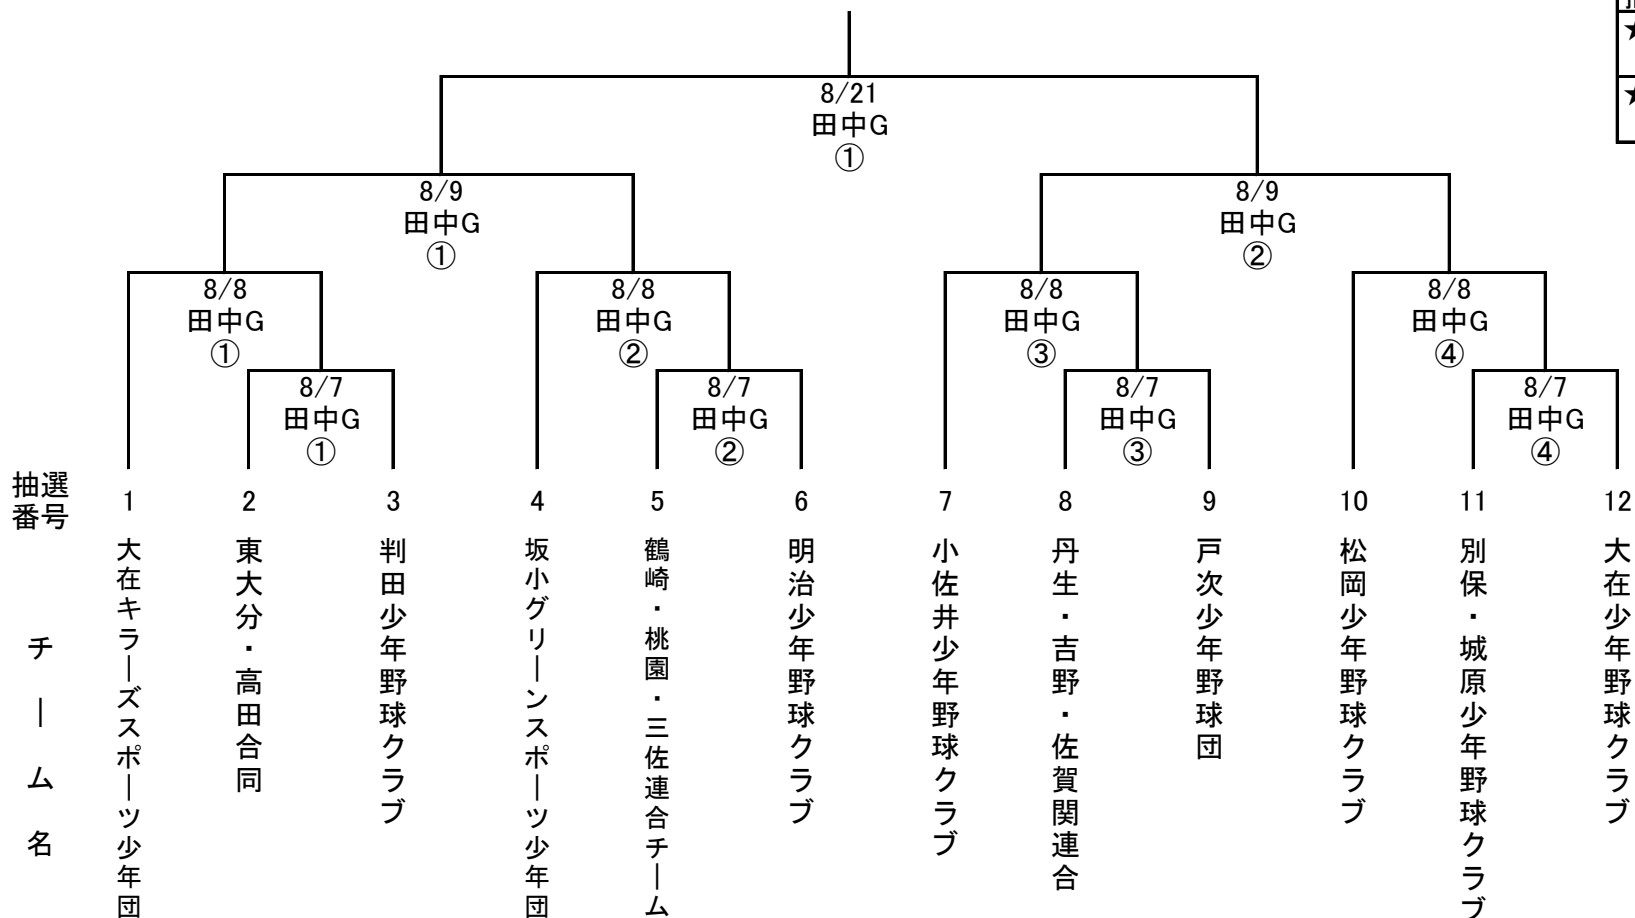 8/21
田中G
①
8/9
田中G
①
8/9
田中G
②
8/8
田中G
①
8/8
田中G
②
8/8
田中G
③
8/8
田中G
④
8/7
田中G
①
8/7
田中G
②
8/7
田中G
③
8/7
田中G
④
抽選
番号
1
2
3
4
5
6
7
8
9
10
11
12
チーム名
大在キラーズスポーツ少年団
東大分・高田合同
判田少年野球クラブ
坂小グリーンスポーツ少年団
鶴崎・桃園・三佐連合チーム
明治少年野球クラブ
小佐井少年野球クラブ
丹生・吉野・佐賀関連合
戸次少年野球団
松岡少年野球クラブ
別保・城原少年野球クラブ
大在少年野球クラブ
★
★